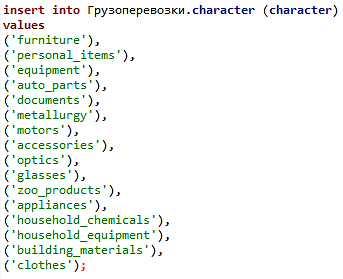 insert into Грузоперевозки.character (character)
values
('furniture'),
('personal_items'),
('equipment'),
('auto_parts'),
('documents'),
('metallurgy'),
('motors'),
('accessories'),
('optics'),
('glasses'),
('zoo_products'),
('appliances'),
('household_chemicals'),
('household_equipment'),
('building_materials'),
('clothes');